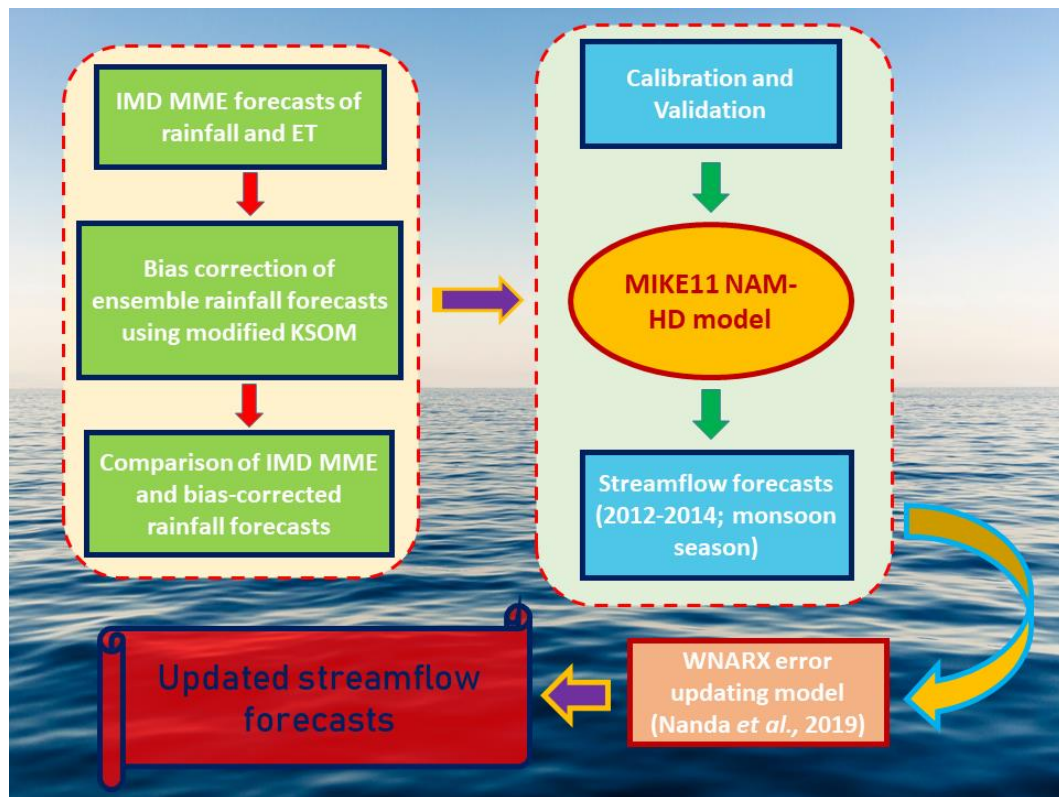 IMD MME forecasts of
rainfall and ET
Bias correction of
ensemble rainfall forecasts
using modified KSOM
Comparison of IMD MME
and bias-corrected
rainfall forecasts
Calibration and
Validation
MIKE11 NAM-
HD model
Streamflow forecasts
(2012-2014; monsoon
season)
WNARX error
updating model
(Nanda et al., 2019)
Updated streamflow
forecasts